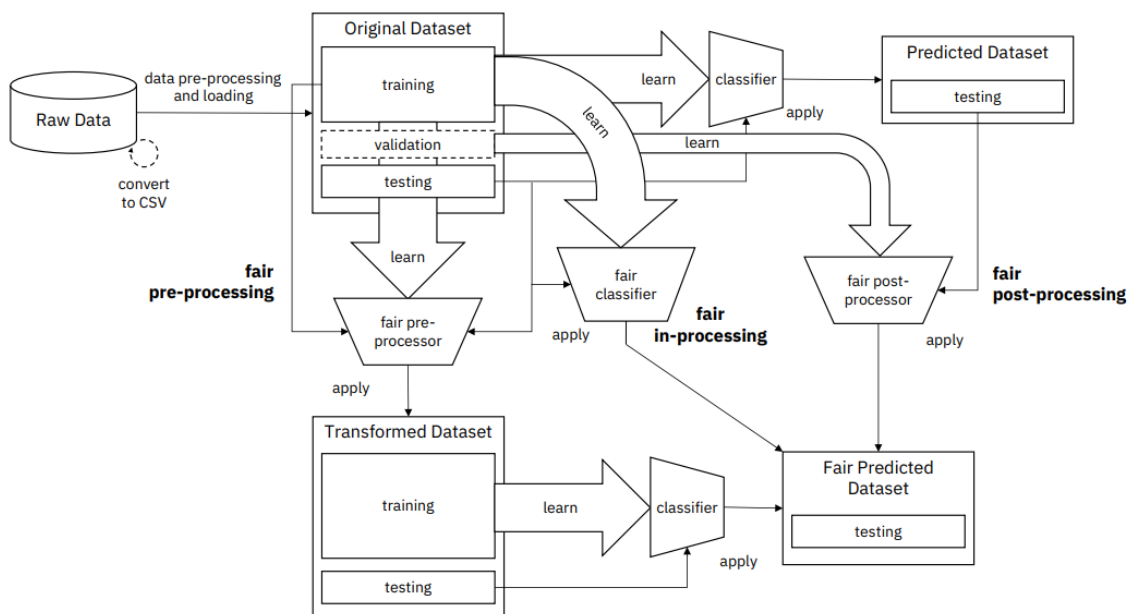 Original Dataset
training
validation
testing
data pre-processing
and loading
Raw Data
convert
to CSV
learn
classifier
apply
Predicted Dataset
testing
learn
learn
learn
fair
pre-processing
fair pre-
processor
apply
fair
classifier
apply
fair
in-processing
fair post-
processor
apply
fair
post-processing
Transformed Dataset
training
testing
learn
classifier
apply
Fair Predicted
Dataset
testing